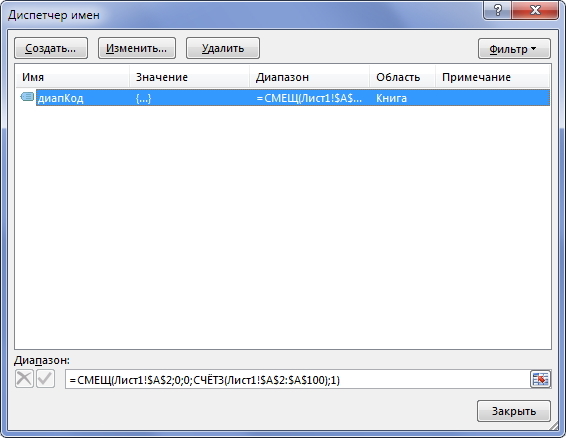 Диспетчер имен
Создать... Изменить... Удалить Фильтр
Имя Значение Диапазон Область Примечание
диапКод {...} =СМЕЩ(Лист1!$A$... Книга
Диапазон:
=СМЕЩ(Лист1!$A$2;0;0;СЧЁТЗ(Лист1!$A$2:$A$100);1)
Закрыть